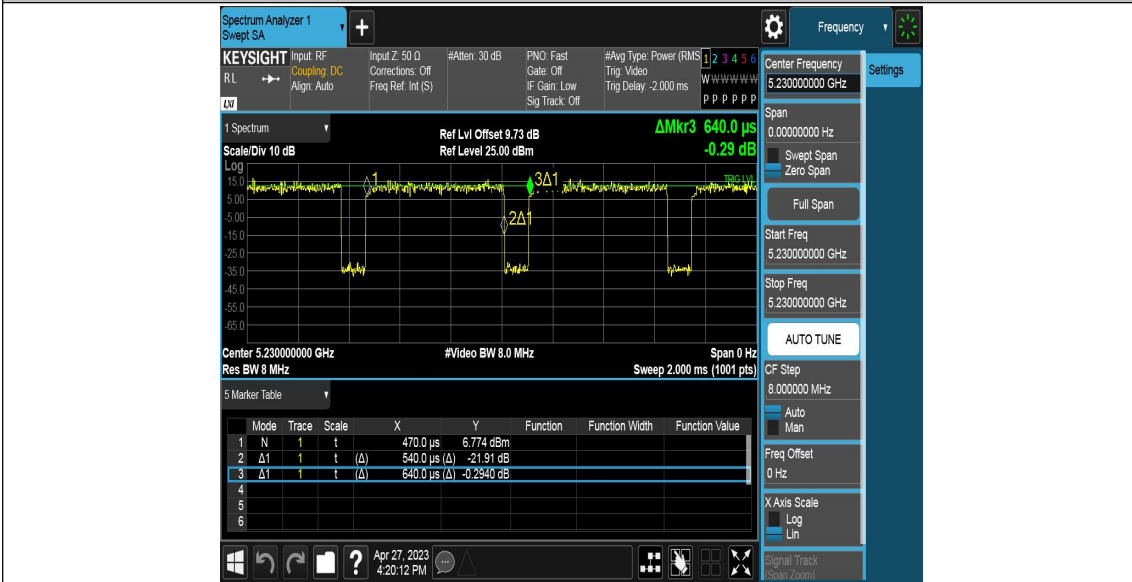 Spectrum Analyzer 1
Swept SA
+
Frequency
KEYSIGHT
RL
LXI
Input: RF
Coupling: DC
Align: Auto
Input Z: 50 Ω
Corrections: Off
Freq Ref: Int (S)
#Atten: 30 dB
PNO: Fast
Gate: Off
IF Gain: Low
Sig Track: Off
#Avg Type: Power (RMS
Trig: Video
Trig Delay: -2.000 ms
1 2 3 4 5 6
W W W W W W
P P P P P P
1 Spectrum
Scale/Div 10 dB
Ref Lvl Offset 9.73 dB
Ref Level 25.00 dBm
ΔMkr3 640.0 µs
-0.29 dB
Log
15.0
5.00
-5.00
-15.0
-25.0
-35.0
-45.0
-55.0
-65.0
1
2Δ1
3Δ1
TRIG LVL
Center 5.230000000 GHz
#Video BW 8.0 MHz
Span 0 Hz
Res BW 8 MHz
Sweep 2.000 ms (1001 pts)
5 Marker Table
Mode Trace Scale X Y Function Function Width Function Value
1 N 1 t 470.0 µs 6.774 dBm
2 Δ1 1 t (Δ) 540.0 µs (Δ) -21.91 dB
3 Δ1 1 t (Δ) 640.0 µs (Δ) -0.2940 dB
4
5
6
?
Apr 27, 2023
4:20:12 PM
Center Frequency
5.230000000 GHz
Settings
Span
0.00000000 Hz
Swept Span
Zero Span
Full Span
Start Freq
5.230000000 GHz
Stop Freq
5.230000000 GHz
AUTO TUNE
CF Step
8.000000 MHz
Auto
Man
Freq Offset
0 Hz
X Axis Scale
Log
Lin
Signal Track
(Span Zoom)